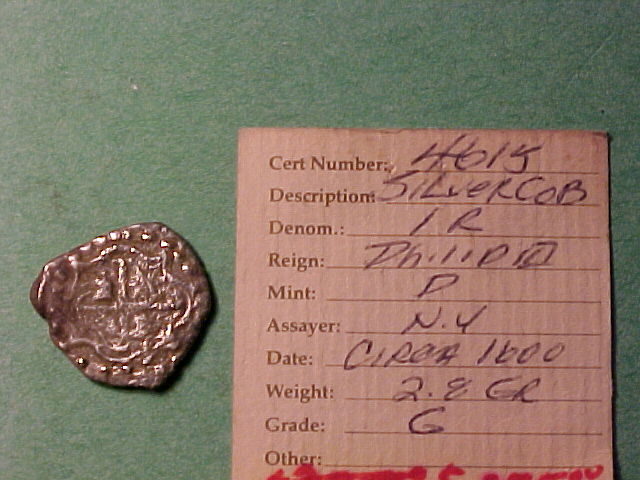 Cert Number: 4615
Description: SILVER COB
Denom.: 1 R
Reign: Philip II
Mint: P
Assayer: N.V
Date: CIRCA 1600
Weight: 2.8 GR
Grade: G
Other: